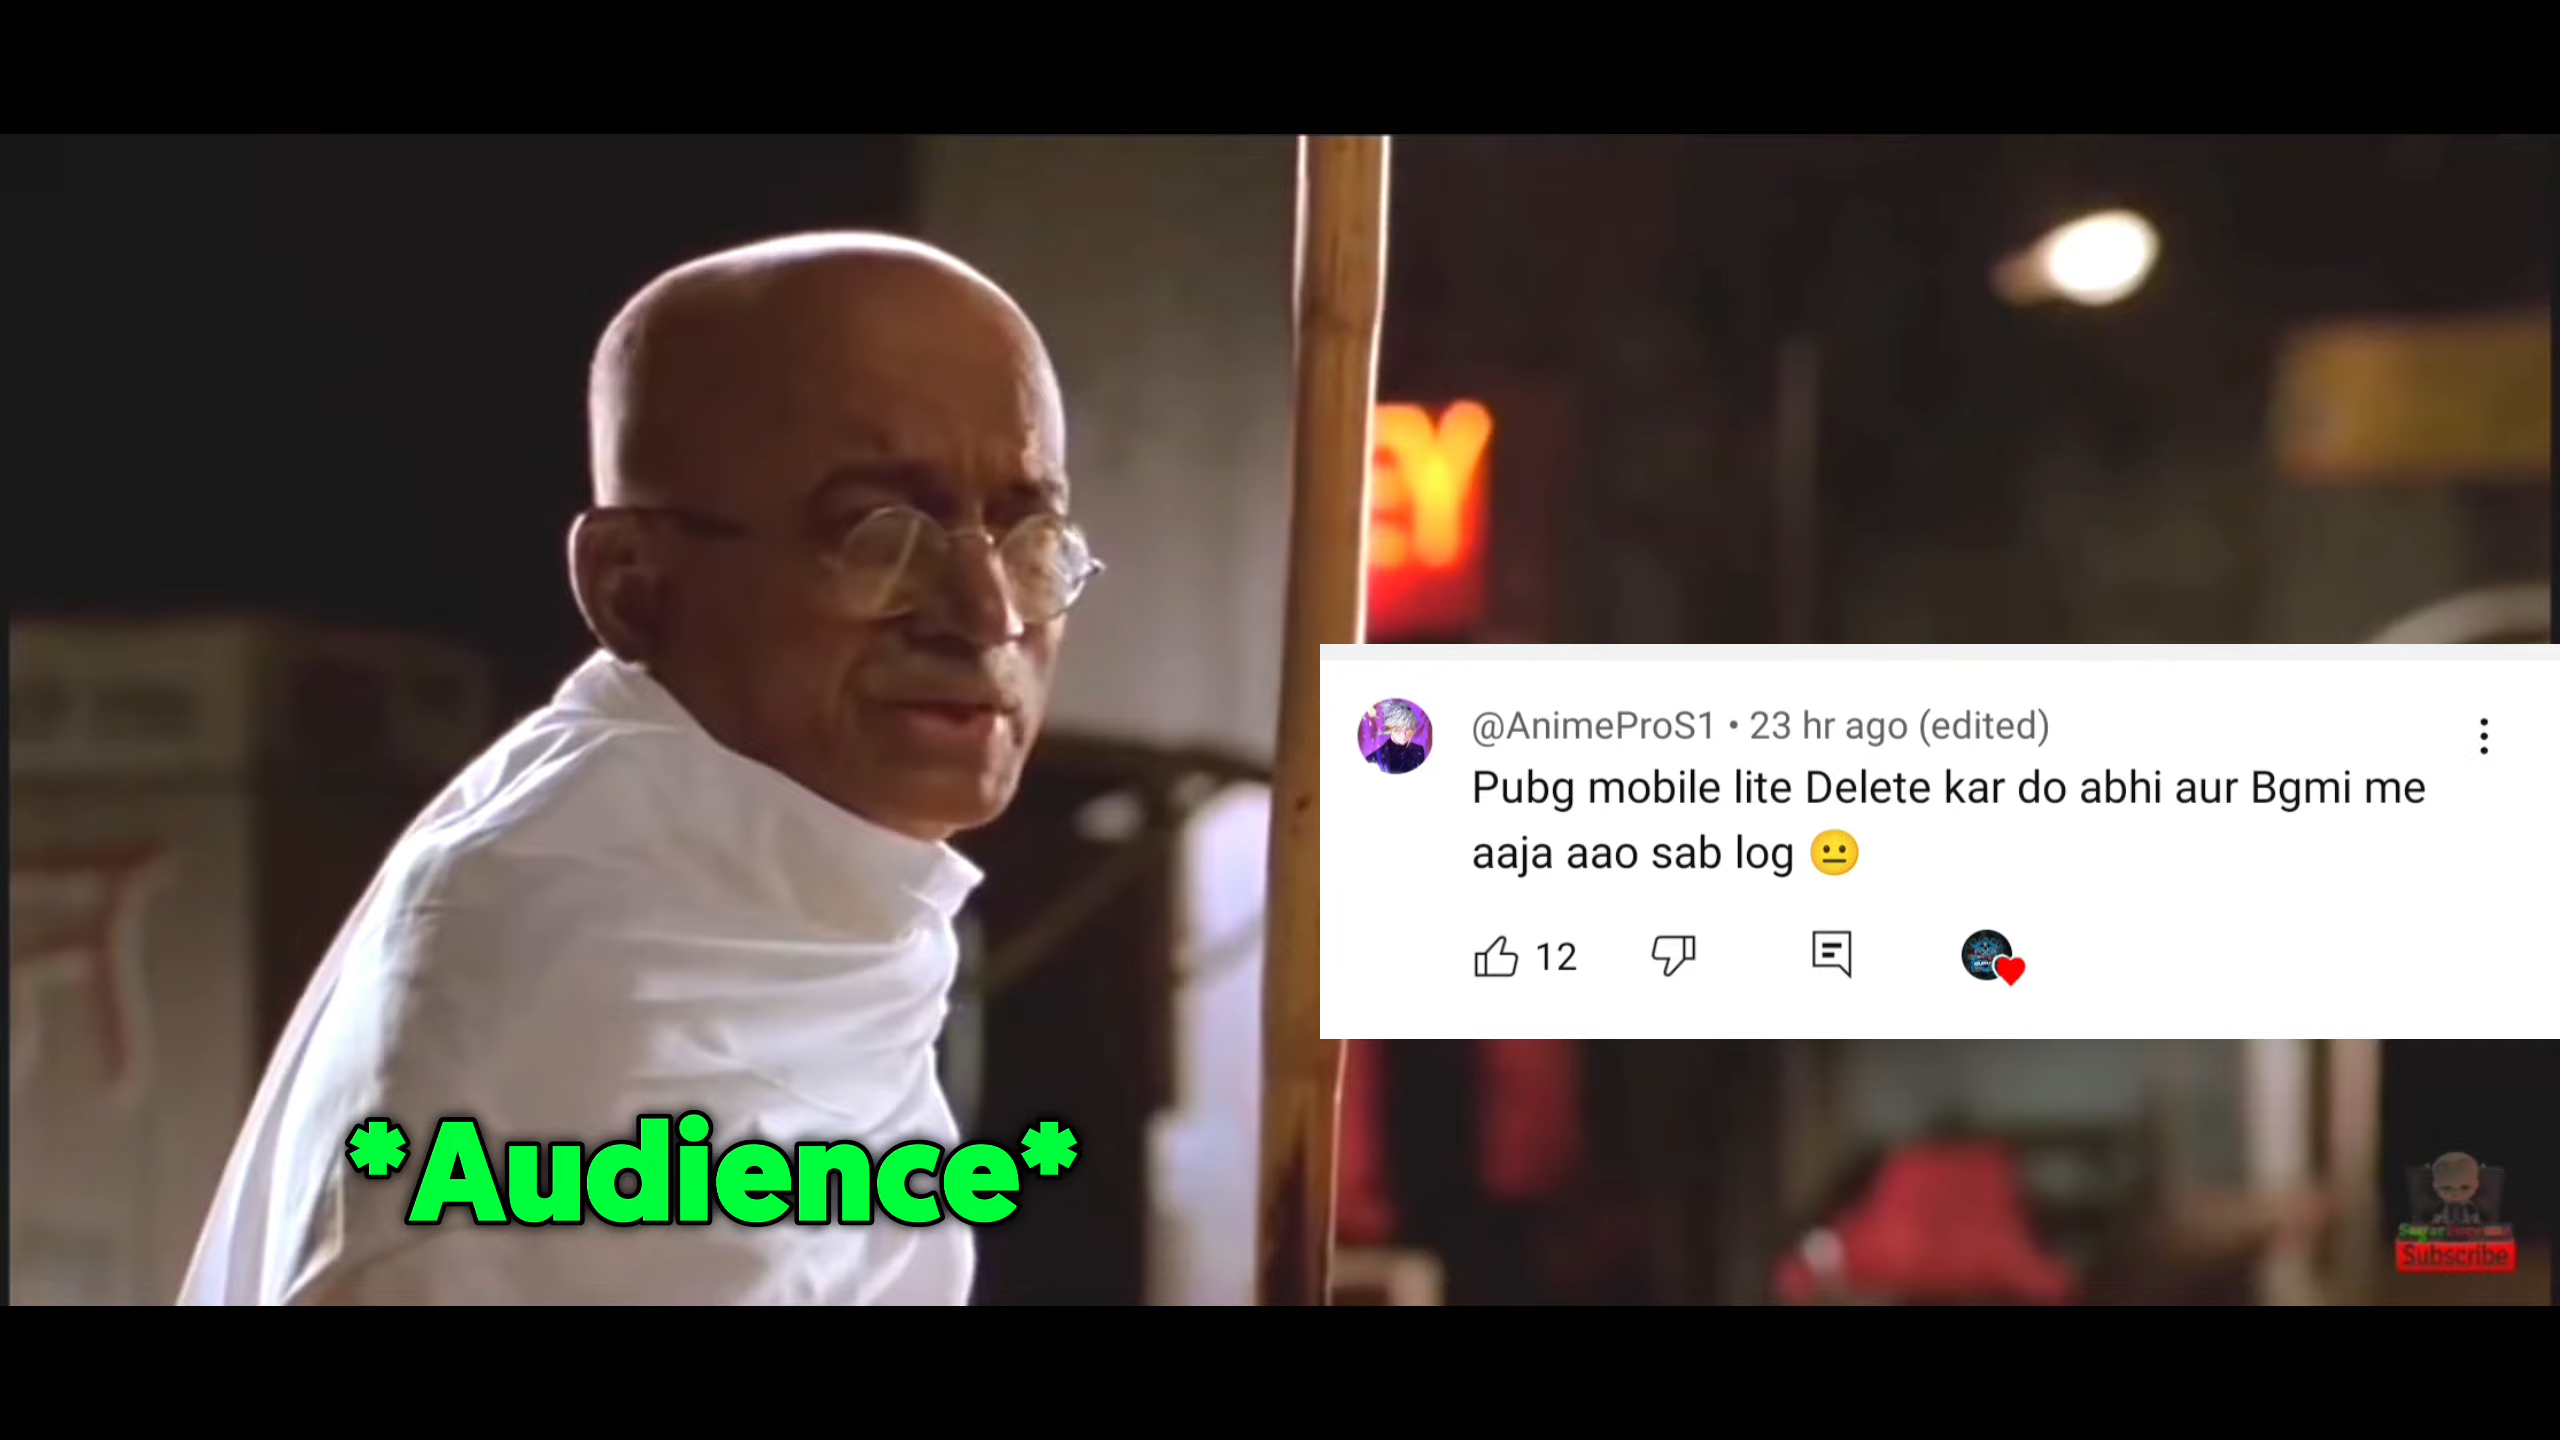 EY
@AnimeProS1 • 23 hr ago (edited)
Pubg mobile lite Delete kar do abhi aur Bgmi me
aaja aao sab log 😐
12
*Audience*
Subscribe